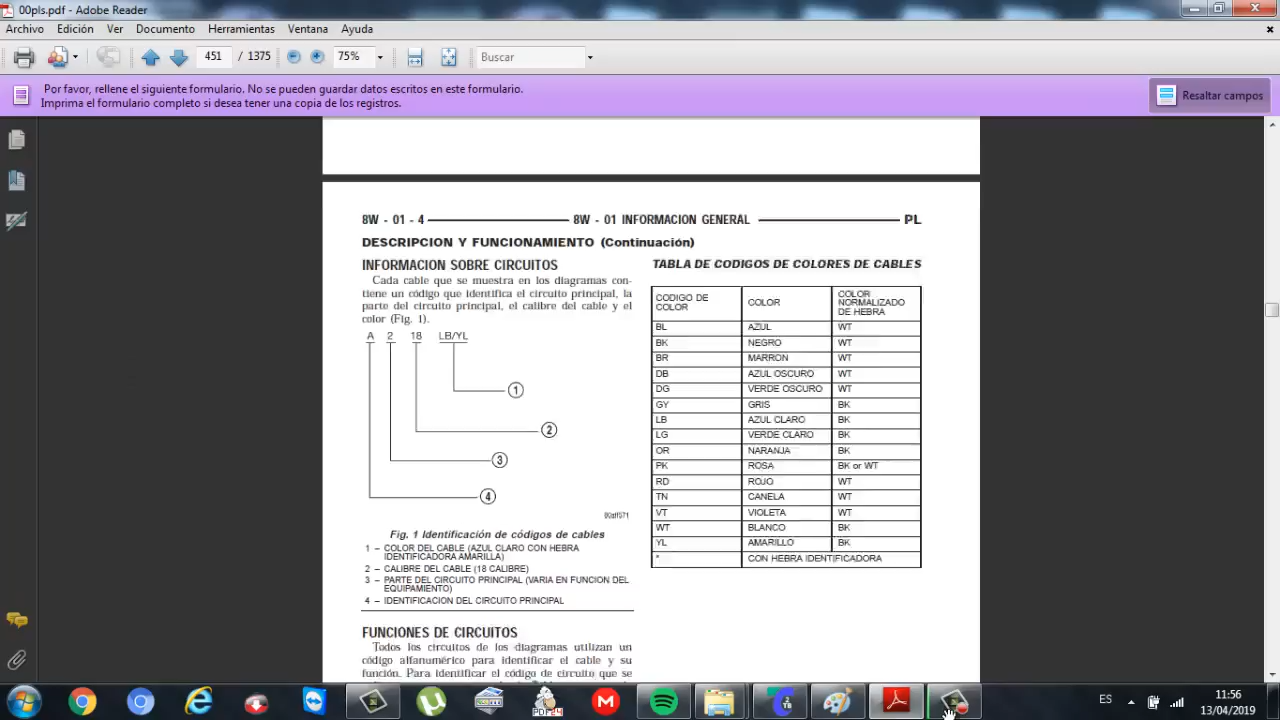 00pls.pdf - Adobe Reader
Archivo Edición Ver Documento Herramientas Ventana Ayuda
451 / 1375 75% Buscar
Por favor, rellene el siguiente formulario. No se pueden guardar datos escritos en este formulario.
Imprima el formulario completo si desea tener una copia de los registros.
Resaltar campos
8W - 01 - 4 8W - 01 INFORMACION GENERAL PL
DESCRIPCION Y FUNCIONAMIENTO (Continuación)
INFORMACION SOBRE CIRCUITOS
Cada cable que se muestra en los diagramas con-
tiene un código que identifica el circuito principal, la
parte del circuito principal, el calibre del cable y el
color (Fig. 1).
A 2 18 LB/YL
1
2
3
4
Fig. 1 Identificación de códigos de cables
1 – COLOR DEL CABLE (AZUL CLARO CON HEBRA
IDENTIFICADORA AMARILLA)
2 – CALIBRE DEL CABLE (18 CALIBRE)
3 – PARTE DEL CIRCUITO PRINCIPAL (VARIA EN FUNCION DEL
EQUIPAMIENTO)
4 – IDENTIFICACION DEL CIRCUITO PRINCIPAL
FUNCIONES DE CIRCUITOS
Todos los circuitos de los diagramas utilizan un
código alfanumérico para identificar el cable y su
función. Para identificar el código de circuito que se
TABLA DE CODIGOS DE COLORES DE CABLES
CODIGO DE
COLOR
COLOR
COLOR
NORMALIZADO
DE HEBRA
BL AZUL WT
BK NEGRO WT
BR MARRON WT
DB AZUL OSCURO WT
DG VERDE OSCURO WT
GY GRIS BK
LB AZUL CLARO BK
LG VERDE CLARO BK
OR NARANJA BK
PK ROSA BK or WT
RD ROJO WT
TN CANELA WT
VT VIOLETA WT
WT BLANCO BK
YL AMARILLO BK
* CON HEBRA IDENTIFICADORA
ES
11:56
13/04/2019